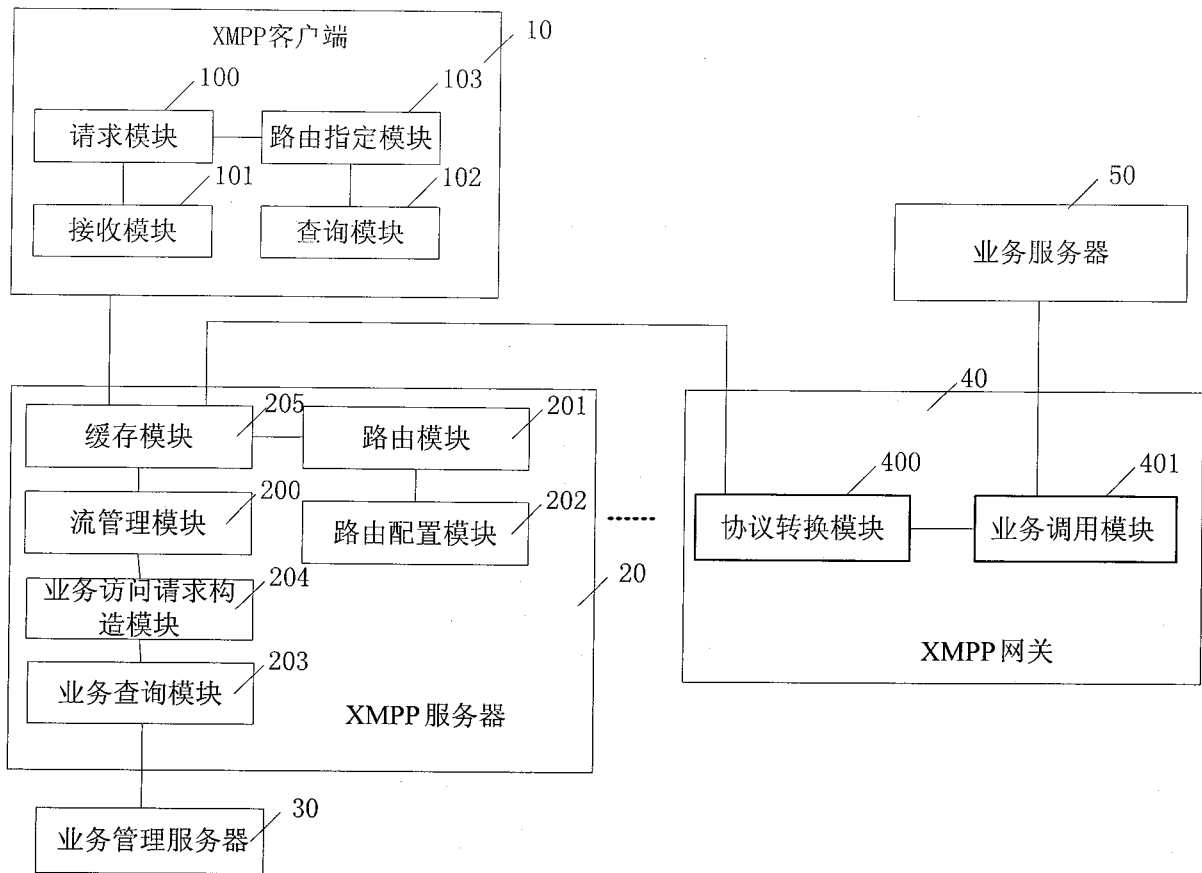 XMPP客户端
10
100
103
请求模块
路由指定模块
101
102
接收模块
查询模块
50
业务服务器
40
205
201
缓存模块
路由模块
400
401
200
202
流管理模块
路由配置模块
......
协议转换模块
业务调用模块
204
20
业务访问请求构
造模块
203
XMPP网关
业务查询模块
XMPP服务器
30
业务管理服务器